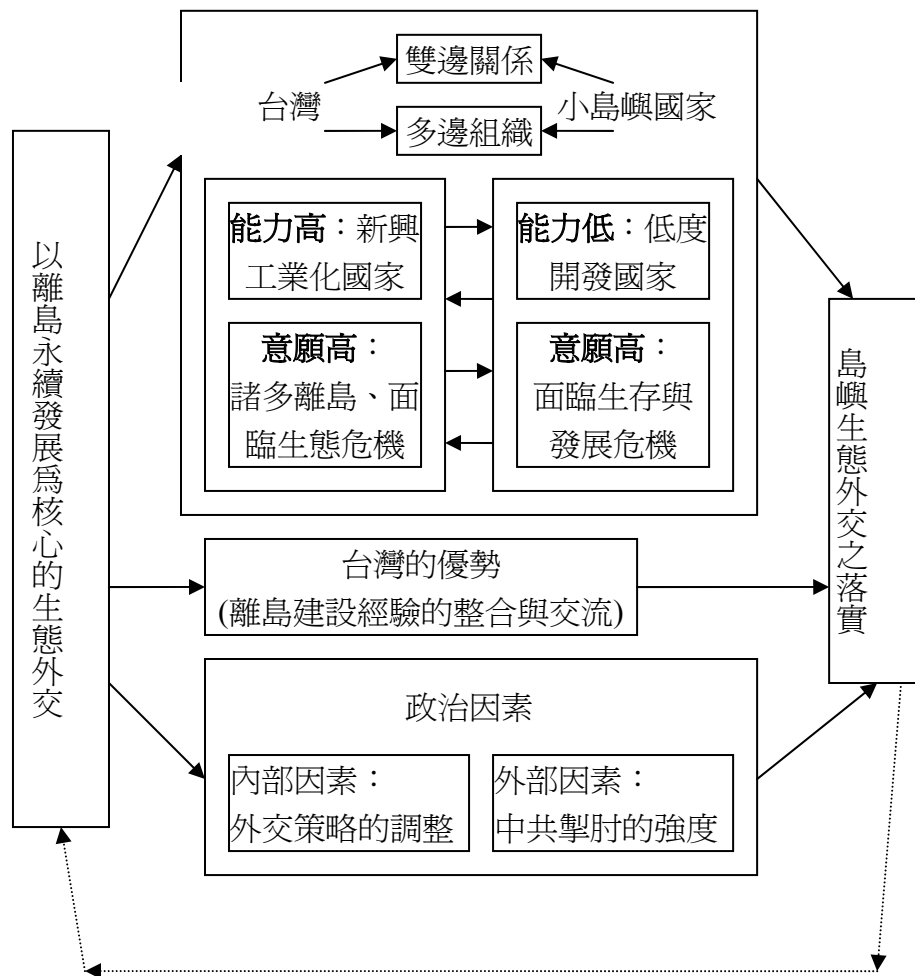 雙邊關係
台灣
小島嶼國家
多邊組織
能力高：新興
工業化國家
能力低：低度
開發國家
意願高：
諸多離島、面
臨生態危機
意願高：
面臨生存與
發展危機
以離島永續發展為核心的生態外交
台灣的優勢
(離島建設經驗的整合與交流)
島嶼生態外交之落實
政治因素
內部因素：
外交策略的調整
外部因素：
中共掣肘的強度